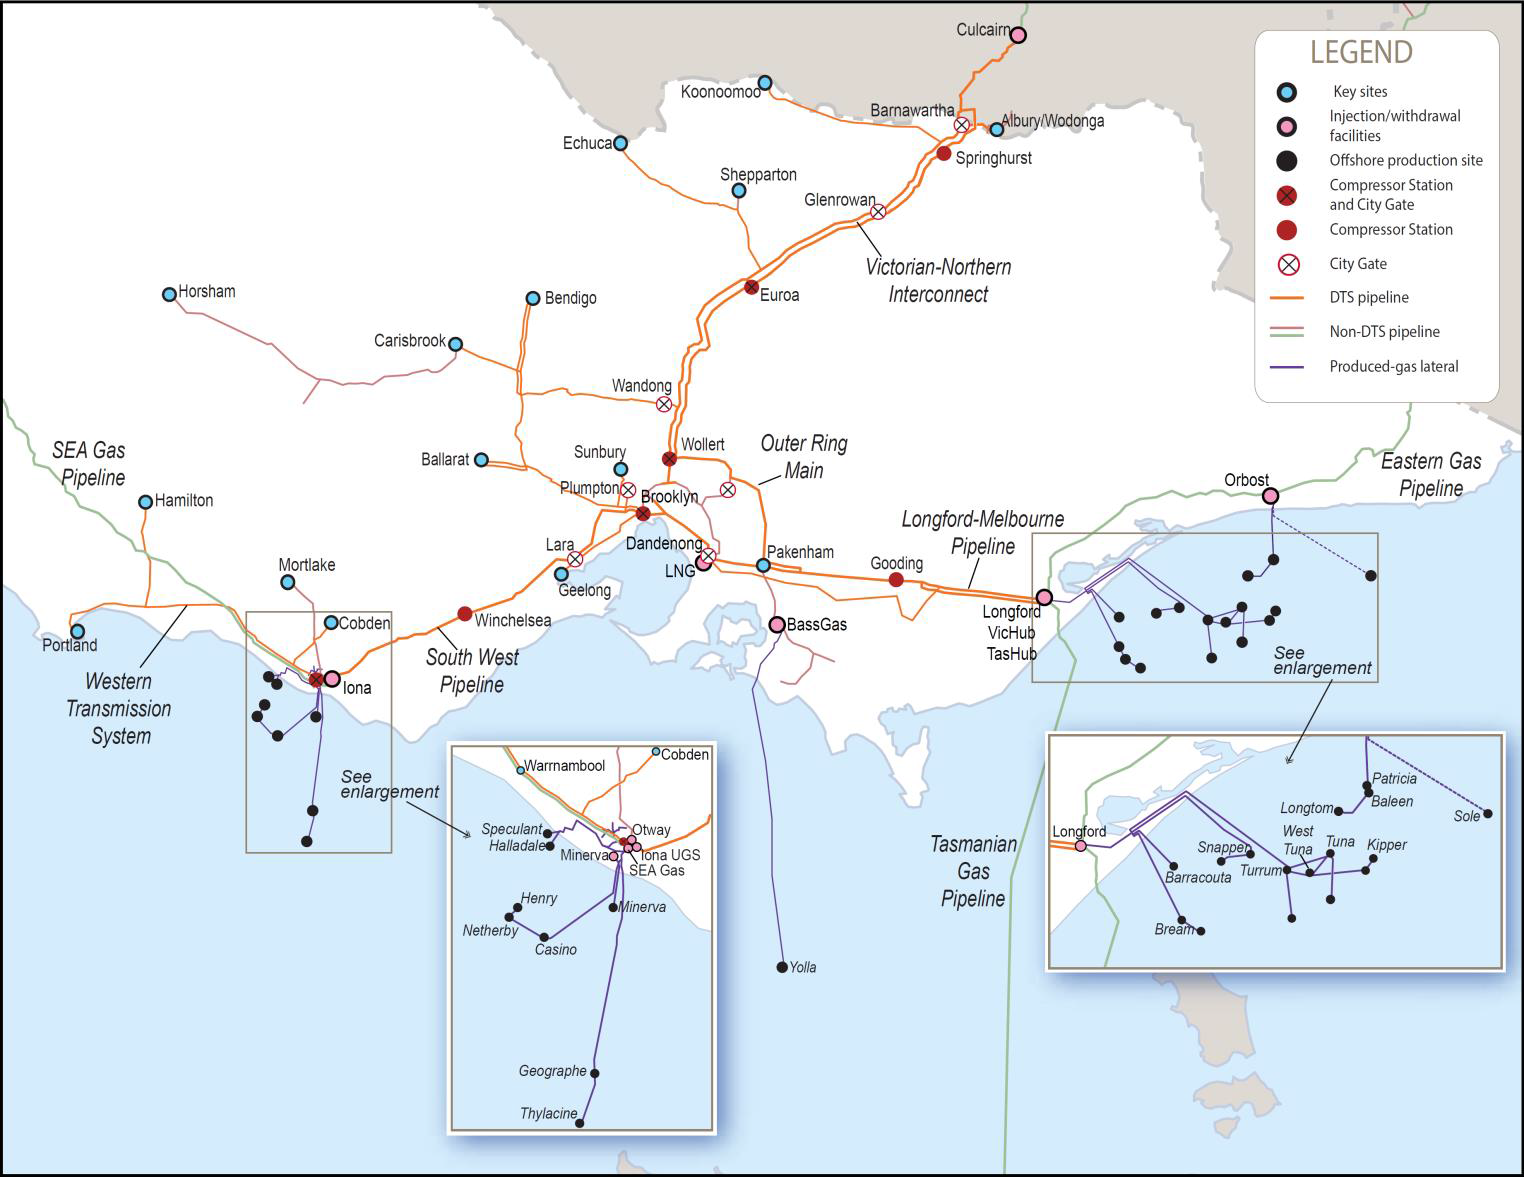 Culcairn
LEGEND
Key sites
Injection/withdrawal
facilities
Offshore production site
Compressor Station
and City Gate
Compressor Station
City Gate
DTS pipeline
Non-DTS pipeline
Produced-gas lateral
Koonoomoo
Barnawartha
Albury/Wodonga
Echuca
Springhurst
Shepparton
Glenrowan
Victorian-Northern
Interconnect
Horsham
Bendigo
Euroa
Carisbrook
Wandong
SEA Gas
Pipeline
Ballarat
Sunbury
Wollert
Outer Ring
Main
Eastern Gas
Pipeline
Orbost
Hamilton
Plumpton
Brooklyn
Longford-Melbourne
Pipeline
Lara
Dandenong
LNG
Pakenham
Gooding
Mortlake
Geelong
Longford
VicHub
TasHub
Cobden
Winchelsea
BassGas
Portland
South West
Pipeline
See
enlargement
Western
Transmission
System
Iona
See
enlargement
Warrnambool
Cobden
Speculant
Halladale
Otway
Minerva
Iona UGS
SEA Gas
Henry
Minerva
Netherby
Casino
Geographe
Thylacine
Yolla
Tasmanian
Gas
Pipeline
Longford
Patricia
Baleen
Longtom
Sole
West
Tuna
Tuna
Kipper
Snapper
Turrum
Barracouta
Bream